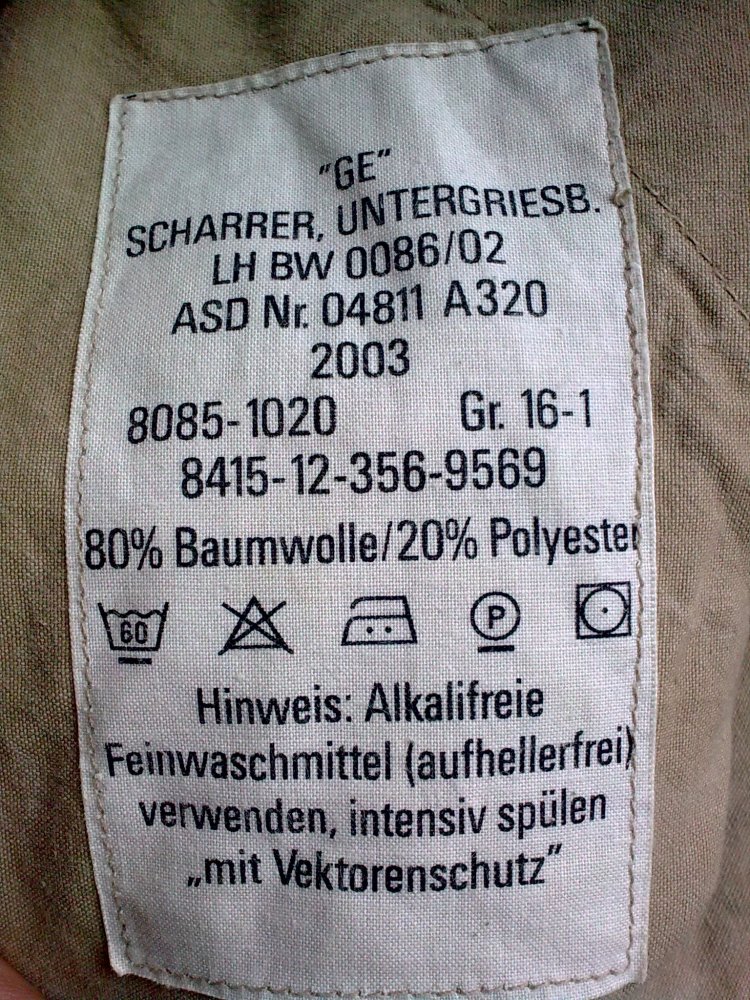 "GE"
SCHARRER, UNTERGRIESB.
LH BW 0086/02
ASD Nr. 04811 A320
2003
8085-1020 Gr. 16-1
8415-12-356-9569
80% Baumwolle/20% Polyester
60 P
Hinweis: Alkalifreie
Feinwaschmittel (aufhellerfrei)
verwenden, intensiv spülen
„mit Vektorenschutz"